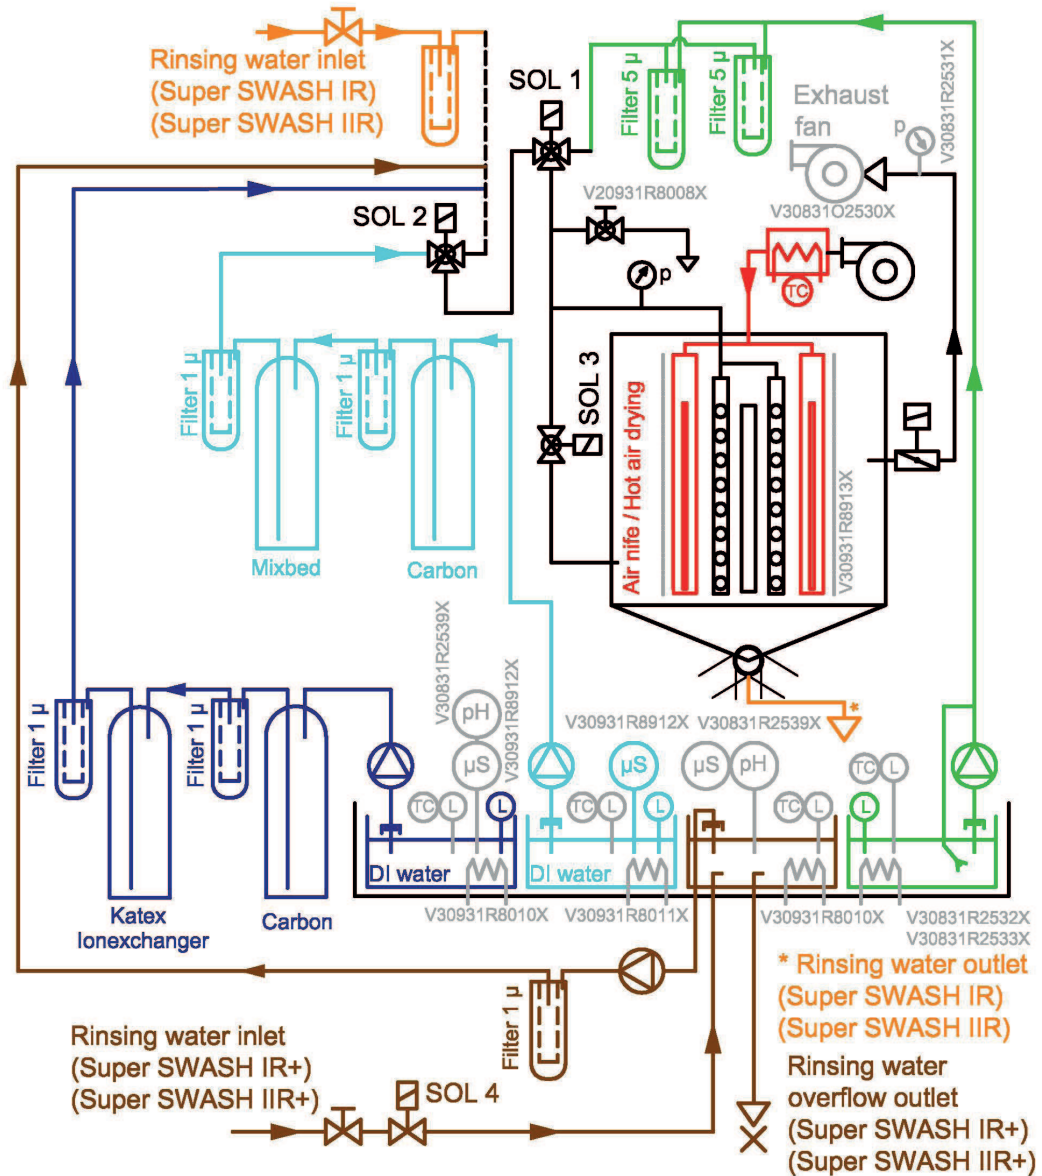 Rinsing water inlet
(Super SWASH IR)
(Super SWASH IIR)
SOL 1
Filter 5 µ
Filter 5 µ
Exhaust
fan
p
V30831R2531X
V20931R8008X
V30831O2530X
SOL 2
p
TC
Filter 1 µ
Filter 1 µ
SOL 3
Air nife / Hot air drying
V30931R8913X
Mixbed
Carbon
V30831R2539X
V30931R8912X
pH
µS
V30931R8912X
V30831R2539X
*
µS
µS
pH
TC
L
Filter 1 µ
Filter 1 µ
TC
L
L
TC
L
L
TC
L
L
DI water
DI water
V30931R8010X
V30931R8011X
V30931R8010X
V30831R2532X
V30831R2533X
Katex
Ionexchanger
Carbon
* Rinsing water outlet
(Super SWASH IR)
(Super SWASH IIR)
Filter 1 µ
Rinsing water inlet
(Super SWASH IR+)
(Super SWASH IIR+)
SOL 4
Rinsing water
overflow outlet
(Super SWASH IR+)
(Super SWASH IIR+)